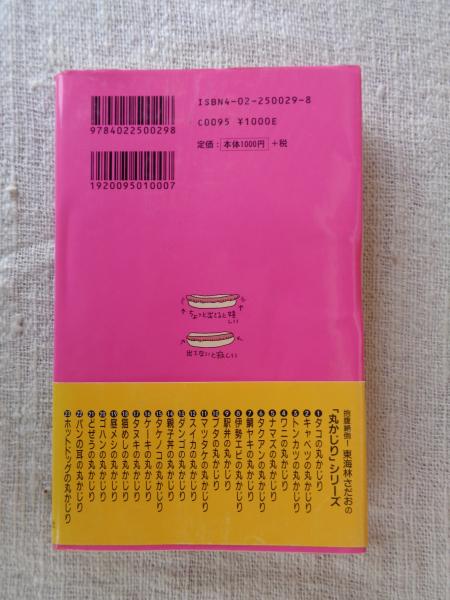 ISBN4-02-250029-8
9784022500298
C0095 ¥1000E
定価:本体1000円+税
1920095010007
ちょっと出てると嬉しい
出てないと寂しい
抱腹絶倒!東海林さだおの
「丸かじり」シリーズ
①タコの丸かじり
②キャベツの丸かじり
③トンカツの丸かじり
④ワニの丸かじり
⑤ナマズの丸かじり
⑥タクアンの丸かじり
⑦鯛ヤキの丸かじり
⑧伊勢エビの丸かじり
⑨駅弁の丸かじり
⑩ブタの丸かじり
⑪マツタケの丸かじり
⑫スイカの丸かじり
⑬ダンゴの丸かじり
⑭親子丼の丸かじり
⑮タケノコの丸かじり
⑯ケーキの丸かじり
⑰タヌキの丸かじり
⑱猫めしの丸かじり
⑲昼メシの丸かじり
⑳ゴハンの丸かじり
㉑どぜうの丸かじり
㉒パンの耳の丸かじり
㉓ホットドッグの丸かじり